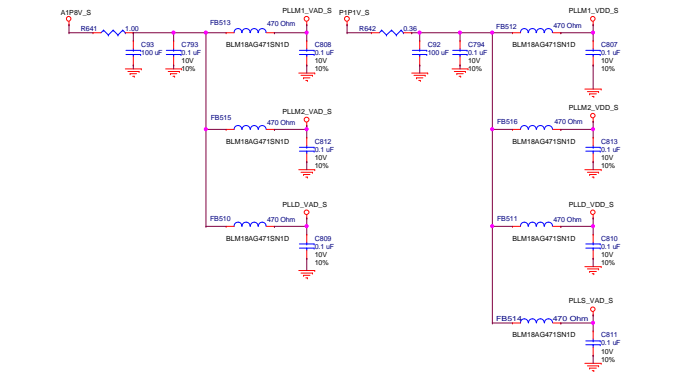 A1P8V_S
R641 1.00
C93
100 uF
C793
0.1 uF
10V
10%
FB513 470 Ohm
BLM18AG471SN1D
PLLM1_VAD_S
C808
0.1 uF
10V
10%
FB515 470 Ohm
BLM18AG471SN1D
PLLM2_VAD_S
C812
0.1 uF
10V
10%
FB510 470 Ohm
BLM18AG471SN1D
PLLD_VAD_S
C809
0.1 uF
10V
10%
P1P1V_S
R642 0.36
C92
100 uF
C794
0.1 uF
10V
10%
FB512 470 Ohm
BLM18AG471SN1D
PLLM1_VDD_S
C807
0.1 uF
10V
10%
FB516 470 Ohm
BLM18AG471SN1D
PLLM2_VDD_S
C813
0.1 uF
10V
10%
FB511 470 Ohm
BLM18AG471SN1D
PLLD_VDD_S
C810
0.1 uF
10V
10%
FB514 470 Ohm
BLM18AG471SN1D
PLLS_VAD_S
C811
0.1 uF
10V
10%